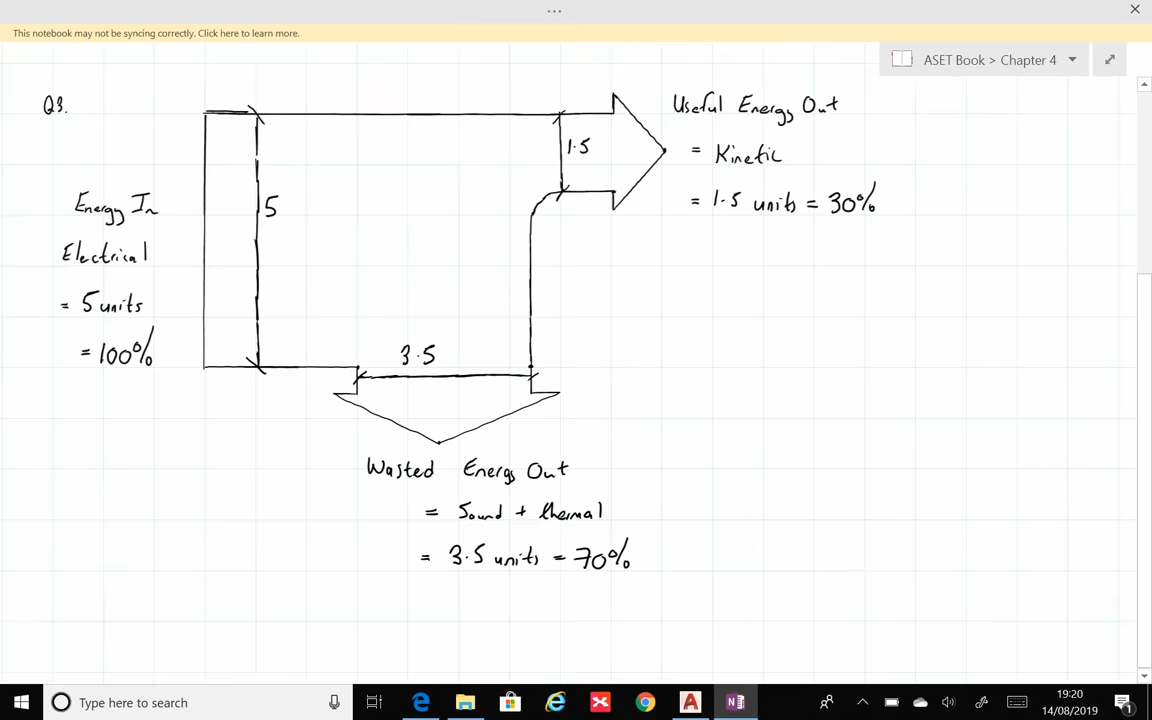 This notebook may not be syncing correctly. Click here to learn more.
ASET Book > Chapter 4
Q3.
Energy In
Electrical
= 5 units
= 100%
5
1.5
3.5
Useful Energy Out
= Kinetic
= 1.5 units = 30%
Wasted Energy Out
= Sound + thermal
= 3.5 units = 70%
Type here to search
19:20
14/08/2019
1